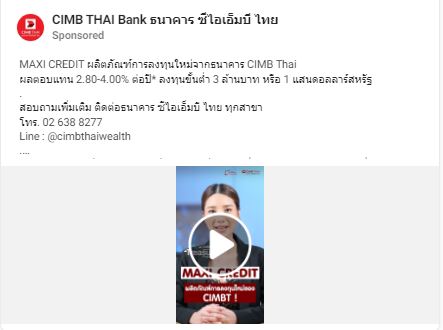 CIMB THAI Bank ธนาคาร ซีไอเอ็มบี ไทย
Sponsored
MAXI CREDIT ผลิตภัณฑ์การลงทุนใหม่จากธนาคาร CIMB Thai
ผลตอบแทน 2.80-4.00% ต่อปี* ลงทุนขั้นต่ำ 3 ล้านบาท หรือ 1 แสนดอลลาร์สหรัฐ
.
สอบถามเพิ่มเติม ติดต่อธนาคาร ซีไอเอ็มบี ไทย ทุกสาขา
โทร. 02 638 8277
Line : @cimbthaiwealth
....
MAXI CREDIT
ผลิตภัณฑ์การลงทุนใหม่ของ
CIMBT !